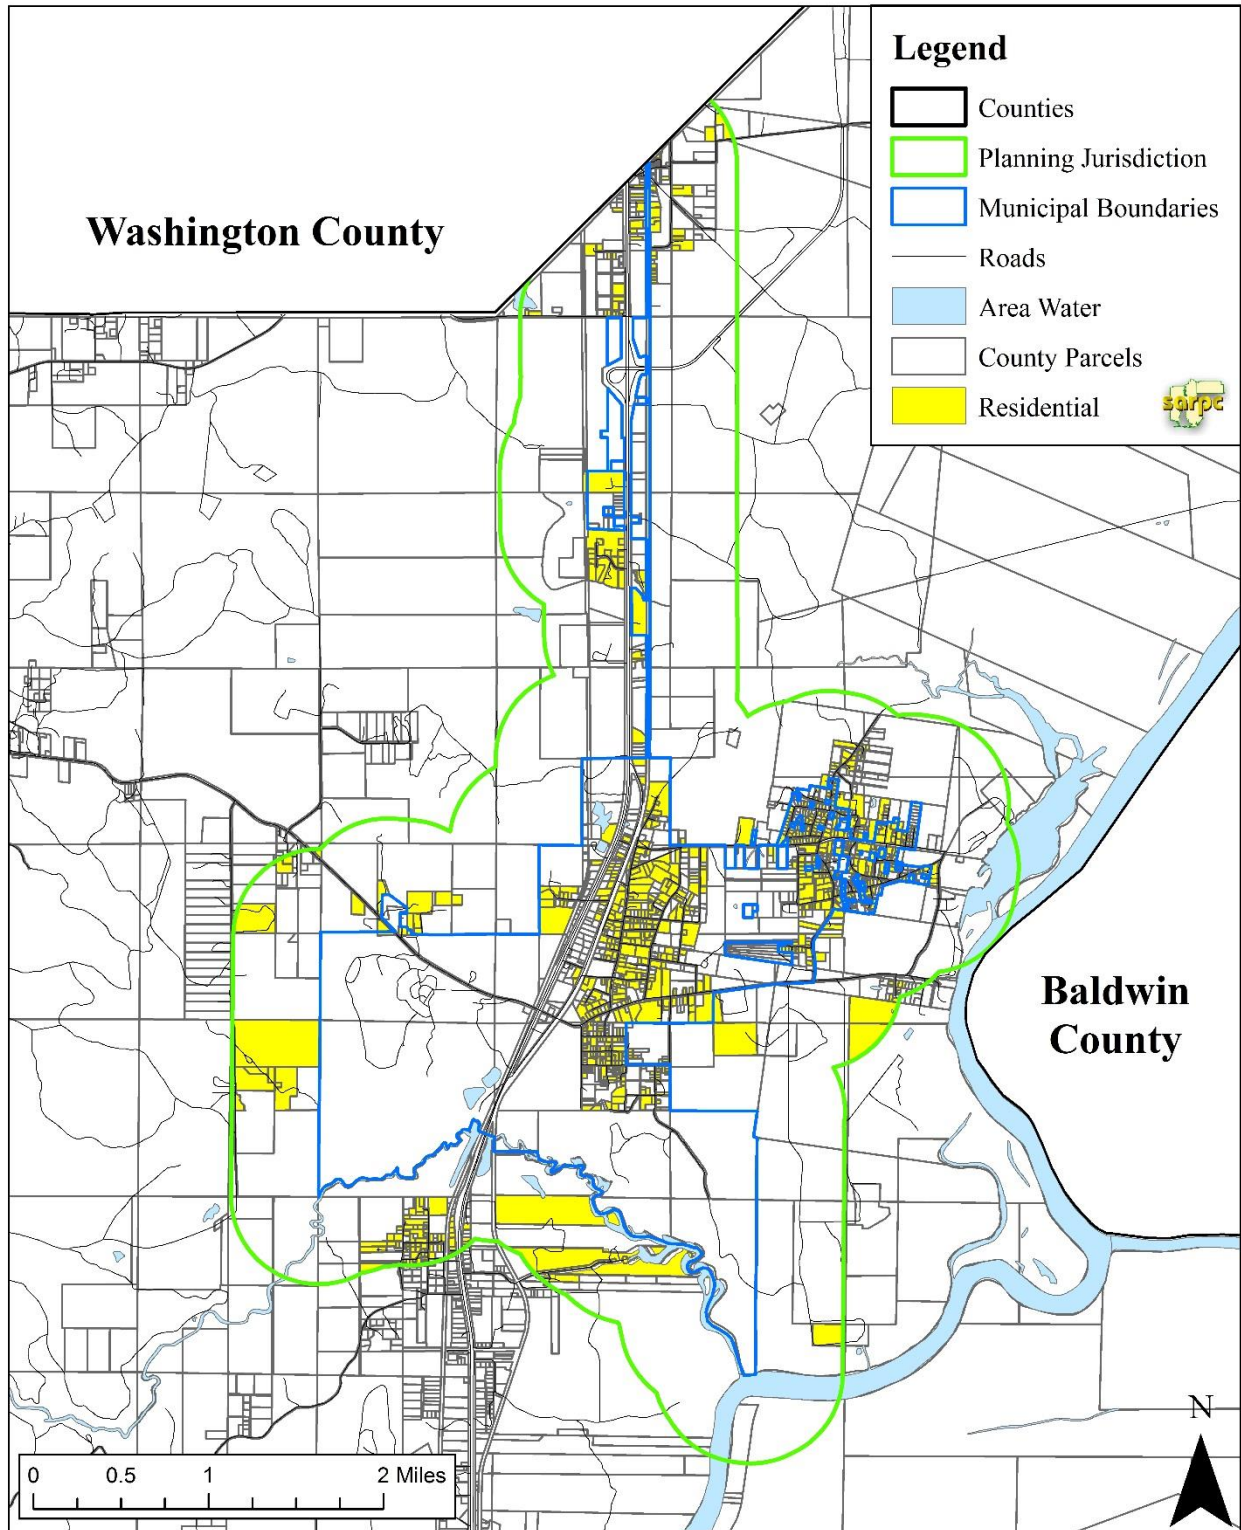 Legend
Counties
Planning Jurisdiction
Municipal Boundaries
Roads
Area Water
County Parcels
Residential
sarpc
Washington County
Baldwin
County
N
0 0.5 1 2 Miles